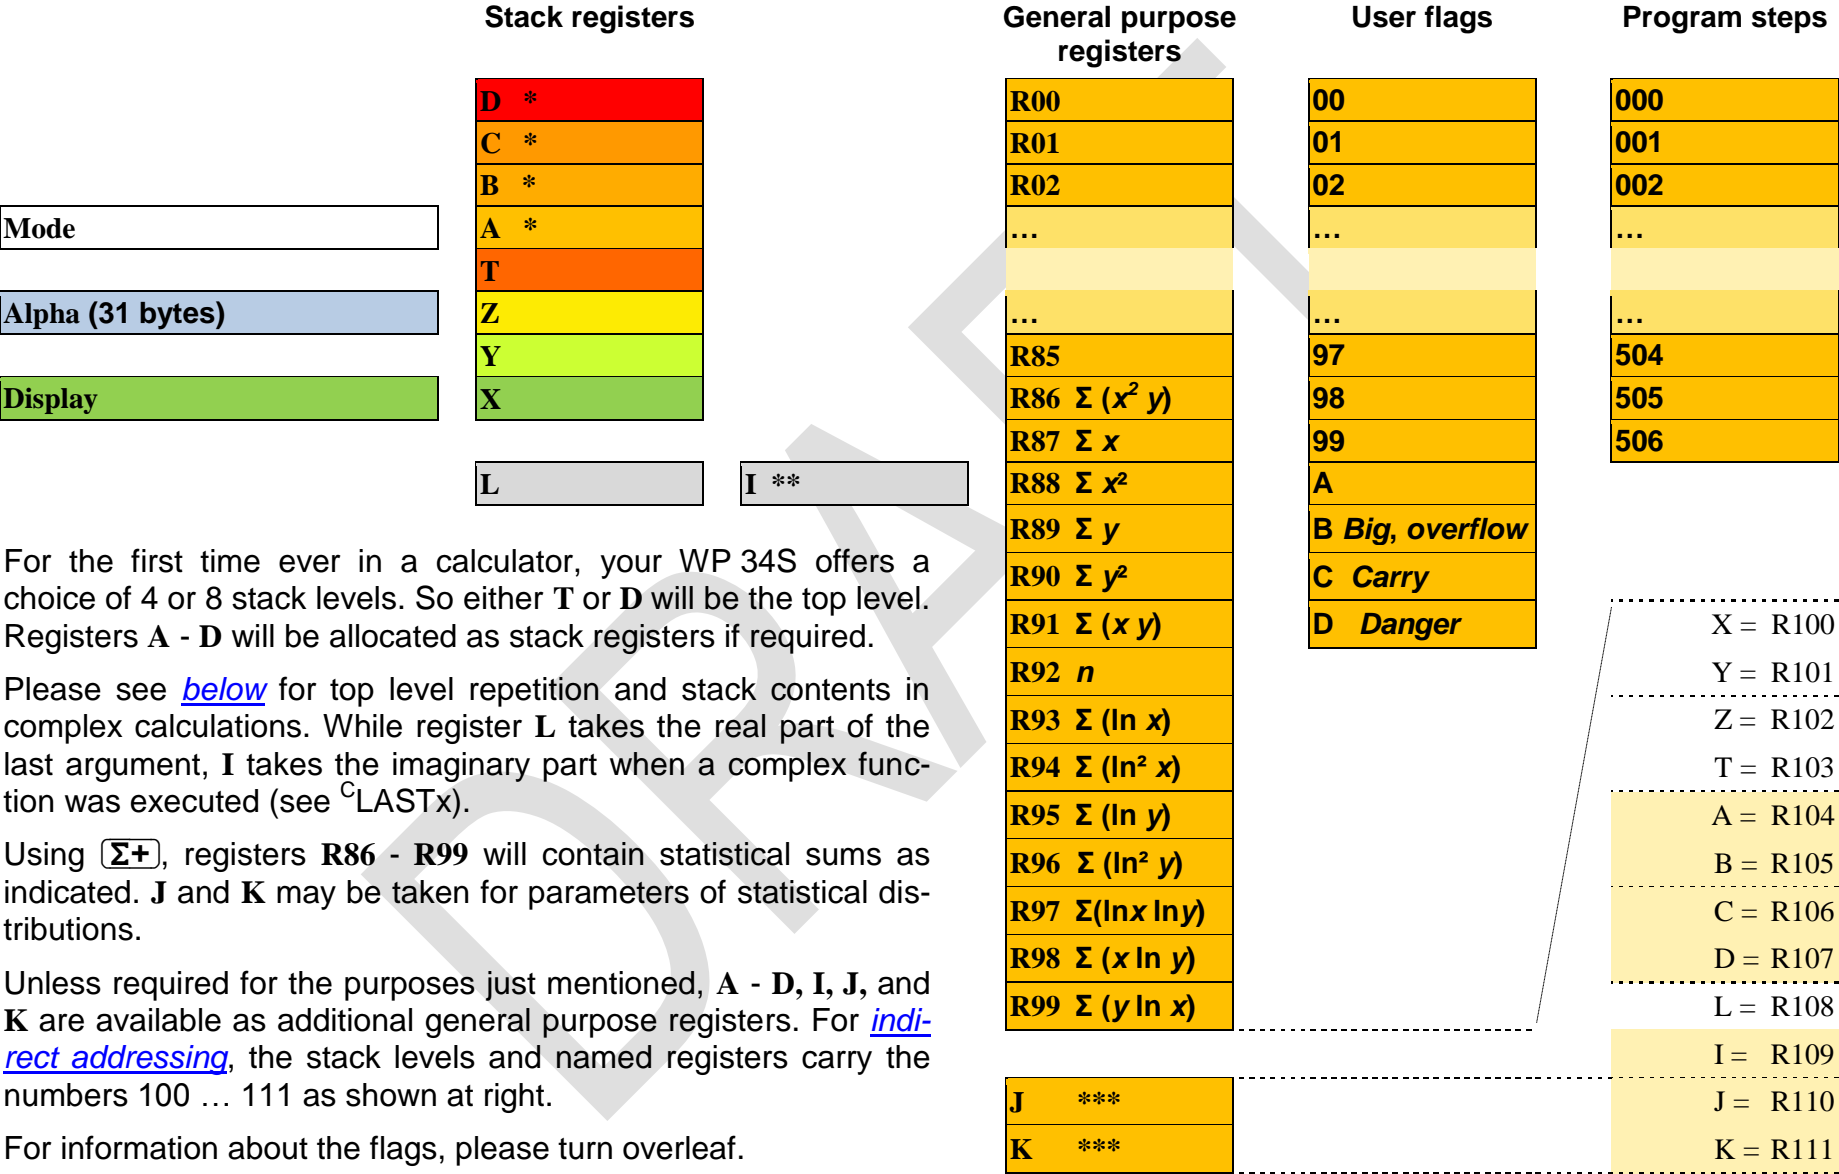 Stack registers
General purpose registers
User flags
Program steps
Mode
Alpha (31 bytes)
Display
D *
C *
B *
A *
T
Z
Y
X
L
I **
For the first time ever in a calculator, your WP 34S offers a
choice of 4 or 8 stack levels. So either T or D will be the top level.
Registers A - D will be allocated as stack registers if required.
Please see below for top level repetition and stack contents in
complex calculations. While register L takes the real part of the
last argument, I takes the imaginary part when a complex func-
tion was executed (see ᶜLASTx).
Using Σ+, registers R86 - R99 will contain statistical sums as
indicated. J and K may be taken for parameters of statistical dis-
tributions.
Unless required for the purposes just mentioned, A - D, I, J, and
K are available as additional general purpose registers. For indi-
rect addressing, the stack levels and named registers carry the
numbers 100 … 111 as shown at right.
For information about the flags, please turn overleaf.
R00
R01
R02
…
…
R85
R86 Σ (x² y)
R87 Σ x
R88 Σ x²
R89 Σ y
R90 Σ y²
R91 Σ (x y)
R92 n
R93 Σ (ln x)
R94 Σ (ln² x)
R95 Σ (ln y)
R96 Σ (ln² y)
R97 Σ(lnx lny)
R98 Σ (x ln y)
R99 Σ (y ln x)
J ***
K ***
00
01
02
…
…
97
98
99
A
B Big, overflow
C Carry
D Danger
000
001
002
…
…
504
505
506
X = R100
Y = R101
Z = R102
T = R103
A = R104
B = R105
C = R106
D = R107
L = R108
I = R109
J = R110
K = R111
DRAFT